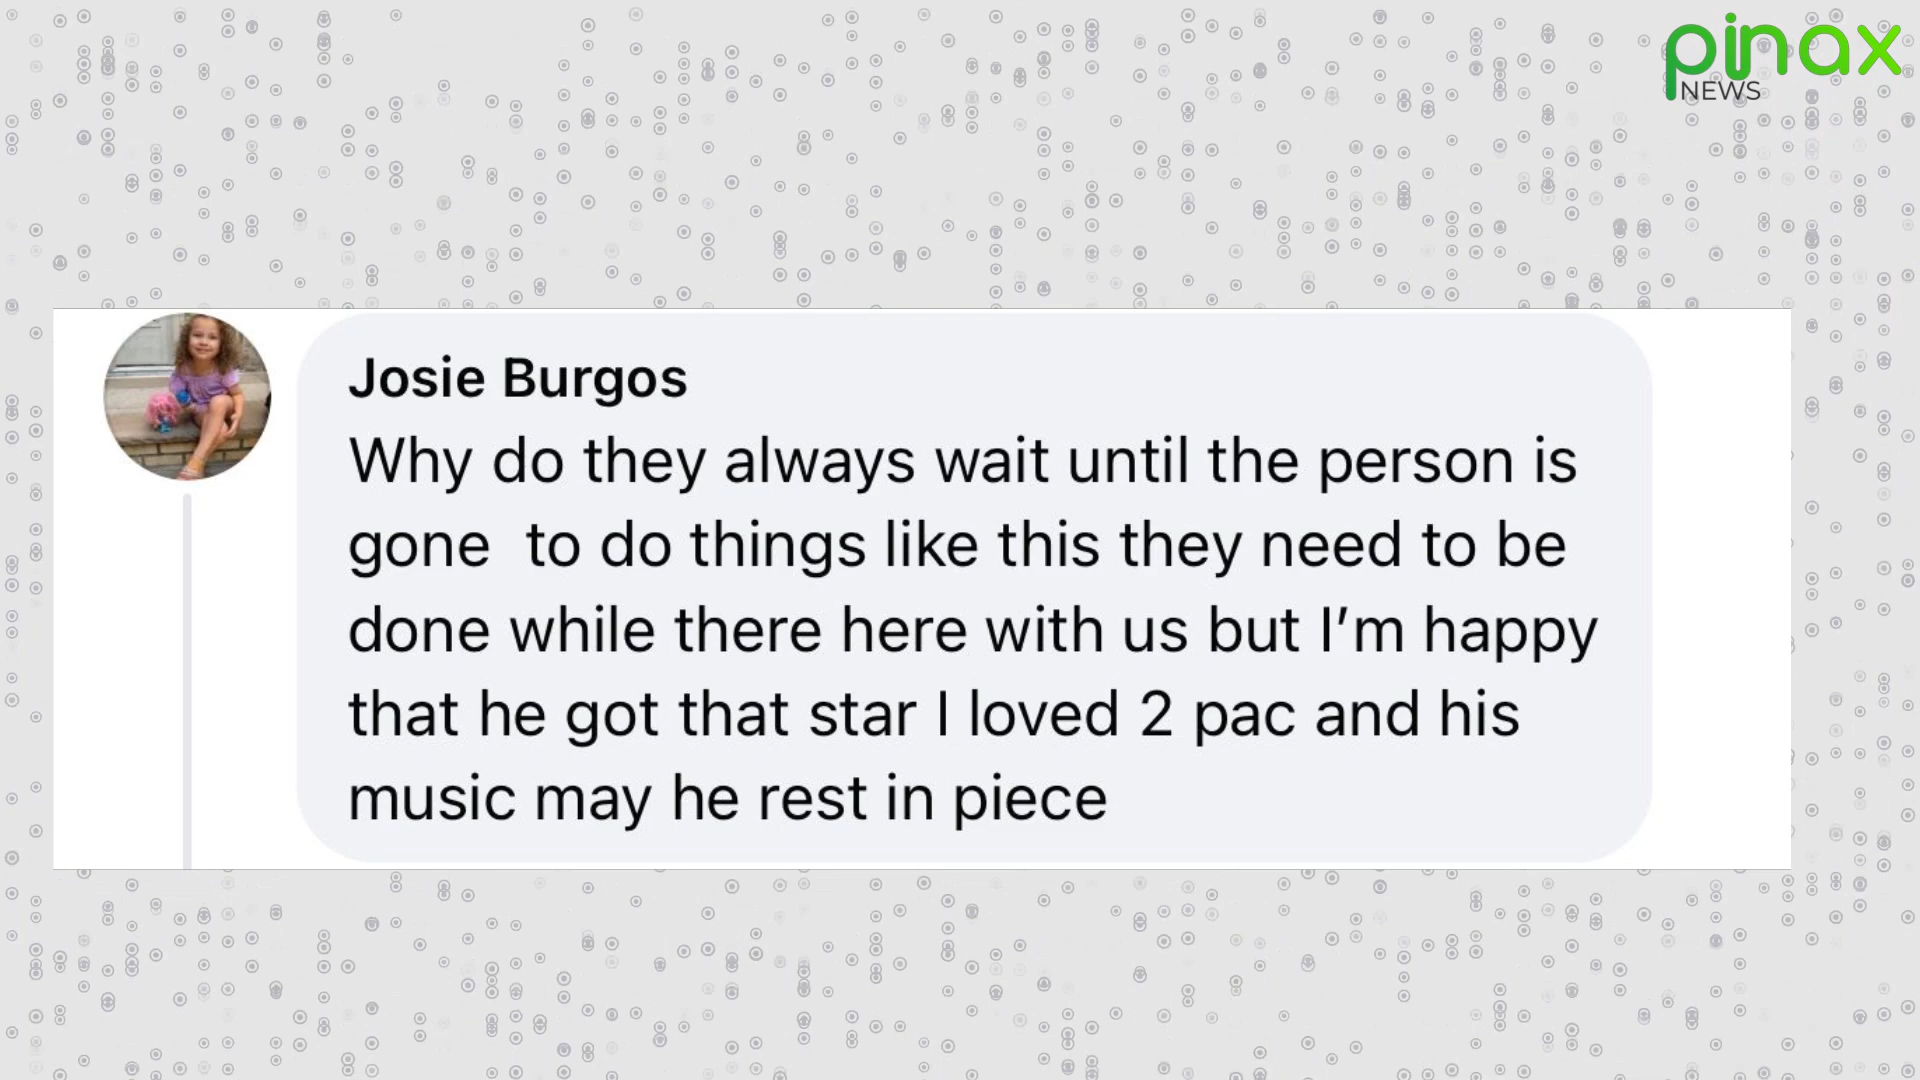 pinax
NEWS
Josie Burgos
Why do they always wait until the person is
gone  to do things like this they need to be
done while there here with us but I’m happy
that he got that star I loved 2 pac and his
music may he rest in piece